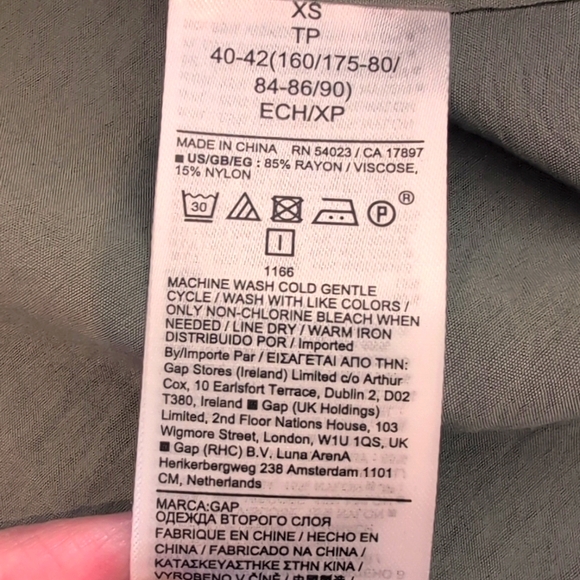 XS
TP
40-42(160/175-80/
84-86/90)
ECH/XP
MADE IN CHINA RN 54023 / CA 17897
■ US/GB/EG : 85% RAYON / VISCOSE,
15% NYLON
30 P ®
I
1166
MACHINE WASH COLD GENTLE
CYCLE / WASH WITH LIKE COLORS /
ONLY NON-CHLORINE BLEACH WHEN
NEEDED / LINE DRY / WARM IRON
DISTRIBUIDO POR / Imported
By/Importe Par / ΕΙΣΑΓΕΤΑΙ ΑΠΟ ΤΗΝ:
Gap Stores (Ireland) Limited c/o Arthur
Cox, 10 Earlsfort Terrace, Dublin 2, D02
T380, Ireland ■ Gap (UK Holdings)
Limited, 2nd Floor Nations House, 103
Wigmore Street, London, W1U 1QS, UK
■ Gap (RHC) B.V. Luna ArenA
Herikerbergweg 238 Amsterdam 1101
CM, Netherlands
МАРСА:GAP
ОДЕЖДА ВТОРОГО СЛОЯ
FABRIQUE EN CHINE / HECHO EN
CHINA / FABRICADO NA CHINA /
ΚΑΤΑΣΚΕΥΑΣΤΗΚΕ ΣΤΗΝ ΚΙΝΑ /
VYROBENO V ČÍNĚ /